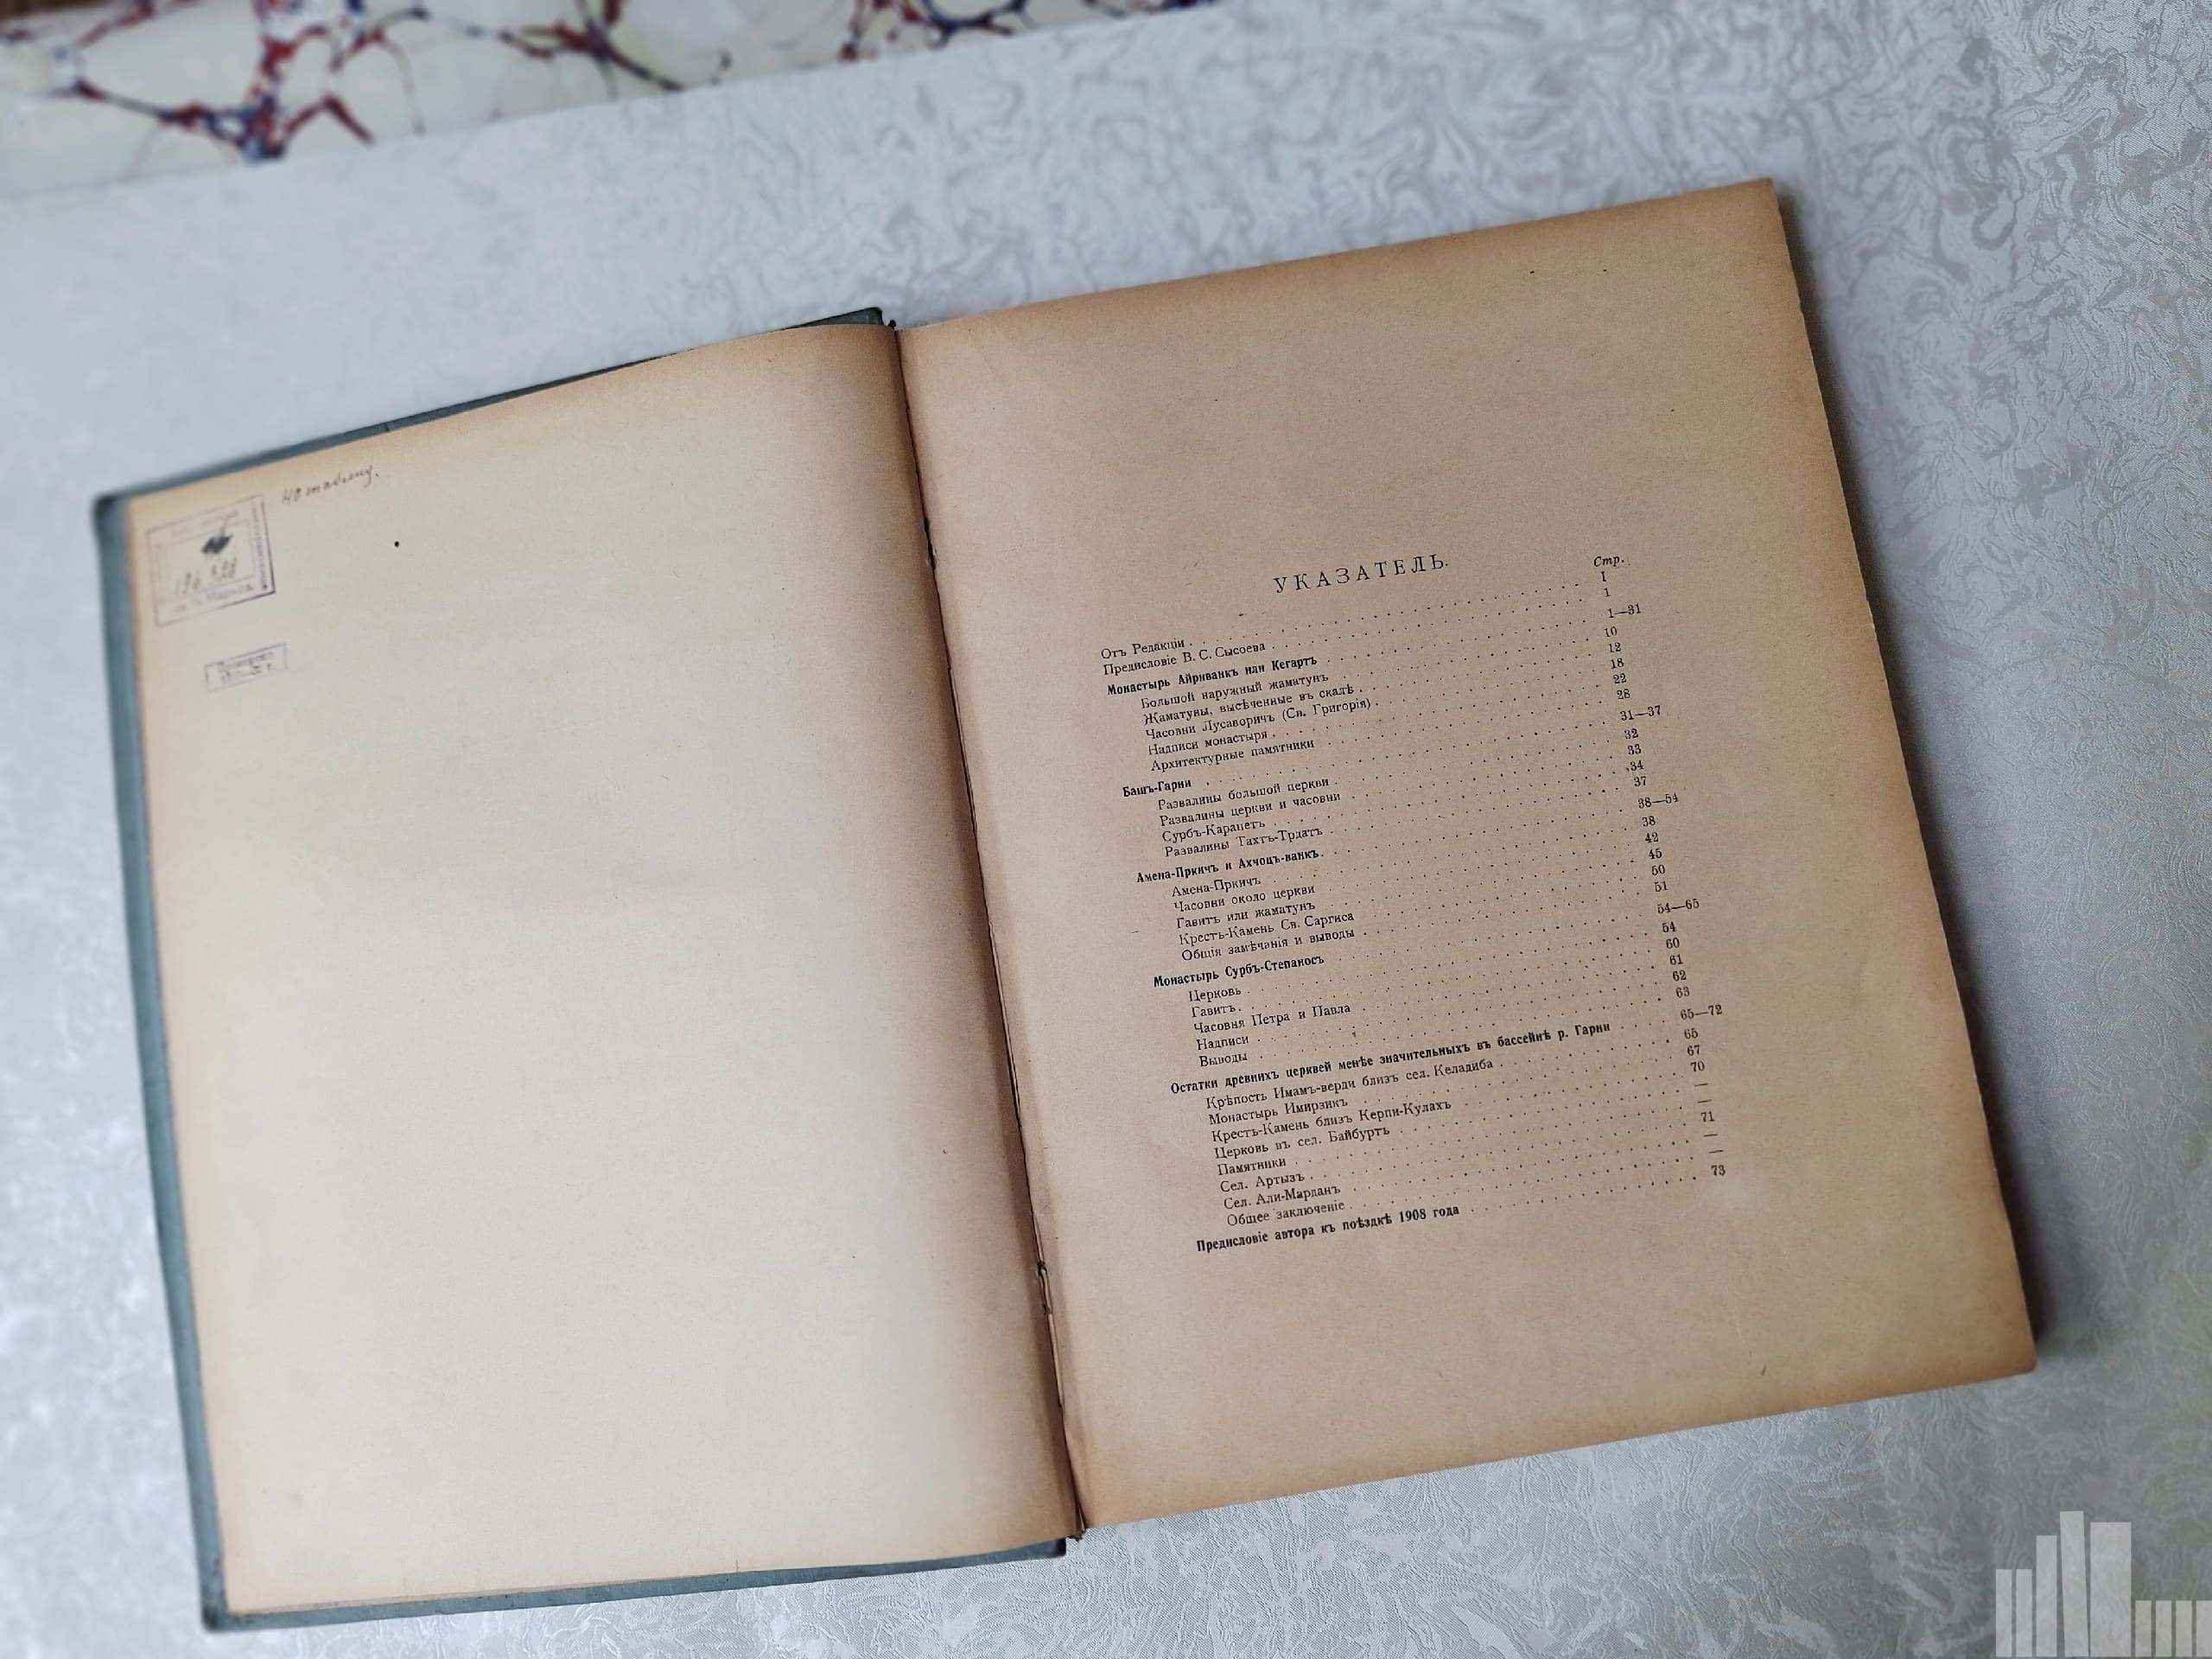 196.328
УКАЗАТЕЛЬ.
Стр.
Отъ Редакціи . . . I
Предисловіе В. С. Сысоева . . . 1
Монастырь Айриванкъ или Кегартъ . . . 1—31
Большой наружный жаматунъ . . . 10
Жаматуны, высѣченные въ скалѣ . . . 12
Часовни Лусаворичъ (Св. Григорія) . . . 18
Надписи монастыря . . . 22
Архитектурные памятники . . . 28
Башъ-Гарни . . . 31—37
Развалины большой церкви . . . 32
Развалины церкви и часовни . . . 33
Сурбъ-Карапетъ . . . 34
Развалины Тахтъ-Трдатъ . . . 37
Амена-Пркичъ и Ахчоцъ-ванкъ . . . 38—54
Амена-Пркичъ . . . 38
Часовни около церкви . . . 42
Гавитъ или жаматунъ . . . 45
Крестъ-Камень Св. Саргиса . . . 50
Общія замѣчанія и выводы . . . 51
Монастырь Сурбъ-Степаносъ . . . 54—65
Церковь . . . 54
Гавитъ . . . 60
Часовня Петра и Павла . . . 61
Надписи . . . 62
Выводы . . . 63
Остатки древнихъ церквей менѣе значительныхъ въ бассейнѣ р. Гарни . . . 65—72
Крѣпость Имамъ-верди близъ сел. Келадиба . . . 65
Монастырь Имирзикъ . . . 67
Крестъ-Камень близъ Керпи-Кулахъ . . . 70
Церковь въ сел. Байбуртъ . . . —
Памятники . . . —
Сел. Артызъ . . . 71
Сел. Али-Марданъ . . . —
Общее заключеніе . . . —
Предисловіе автора къ поѣздкѣ 1908 года . . . 73